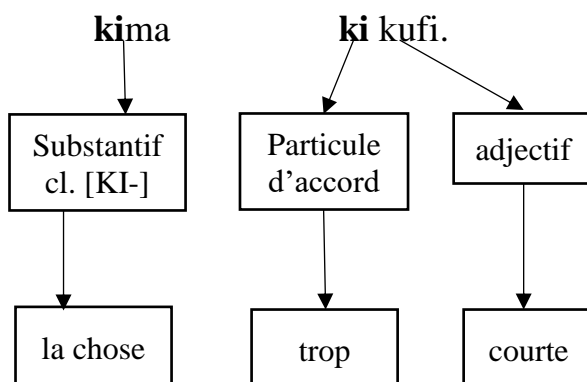 kima ki kufi.
Substantif
cl. [KI-]
Particule
d’accord
adjectif
la chose
trop
courte